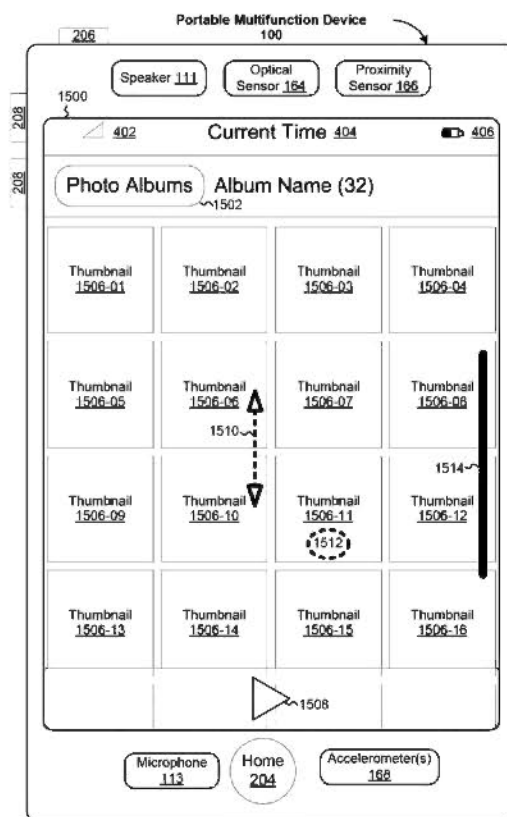 Portable Multifunction Device
206
100
Speaker 111
Optical
Sensor 164
Proximity
Sensor 166
1500
208
402
Current Time 404
406
208
Photo Albums
Album Name (32)
1502
Thumbnail
1506-01
Thumbnail
1506-02
Thumbnail
1506-03
Thumbnail
1506-04
Thumbnail
1506-05
Thumbnail
1506-06
Thumbnail
1506-07
Thumbnail
1506-08
1510
1514
Thumbnail
1506-09
Thumbnail
1506-10
Thumbnail
1506-11
Thumbnail
1506-12
1512
Thumbnail
1506-13
Thumbnail
1506-14
Thumbnail
1506-15
Thumbnail
1506-16
1508
Microphone
113
Home
204
Accelerometer(s)
168